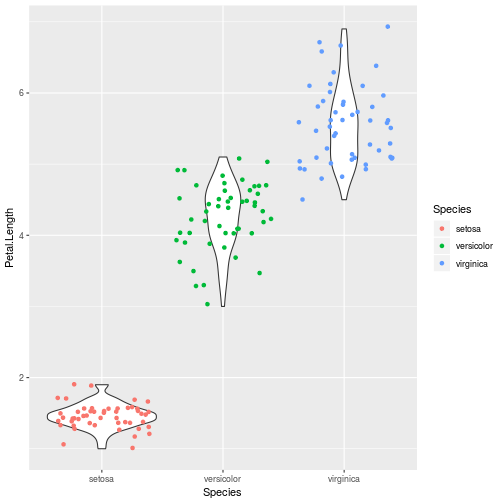 Petal.Length
6
4
2
setosa versicolor virginica
Species
Species
setosa
versicolor
virginica